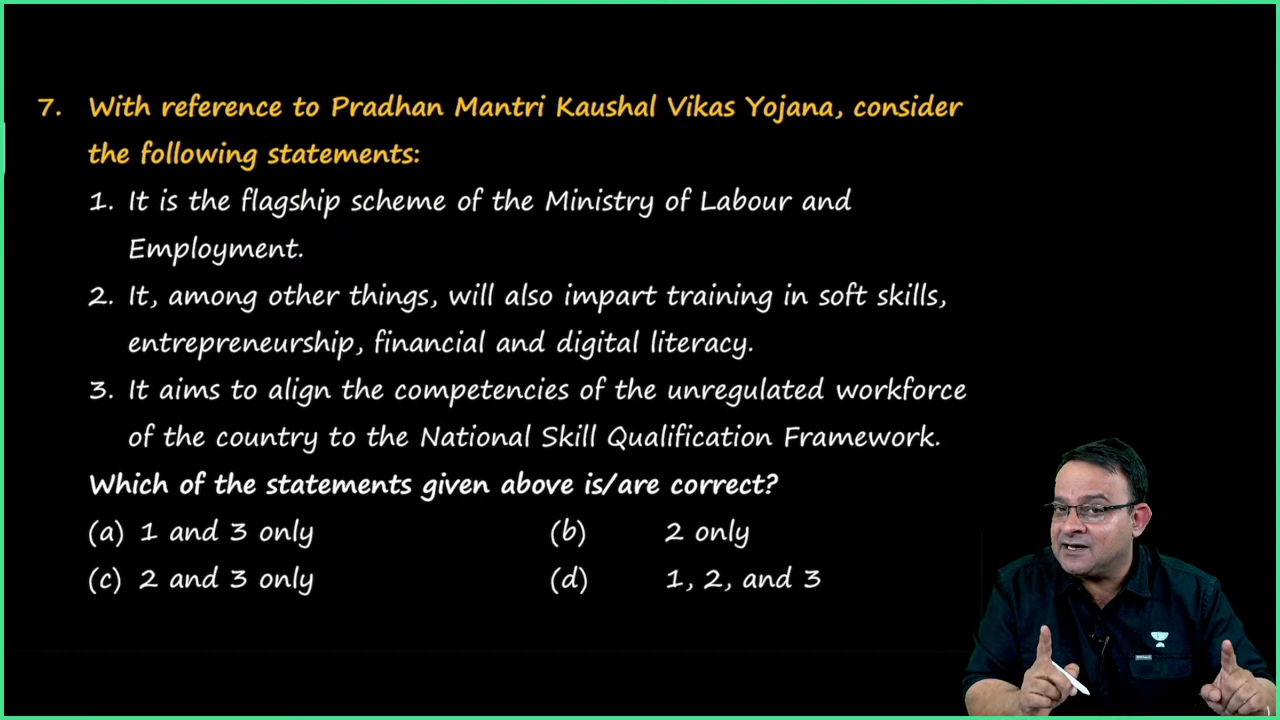 7. With reference to Pradhan Mantri Kaushal Vikas Yojana, consider
the following statements:
1. It is the flagship scheme of the Ministry of Labour and
Employment.
2. It, among other things, will also impart training in soft skills,
entrepreneurship, financial and digital literacy.
3. It aims to align the competencies of the unregulated workforce
of the country to the National Skill Qualification Framework.
Which of the statements given above is/are correct?
(a) 1 and 3 only (b) 2 only
(c) 2 and 3 only (d) 1, 2, and 3